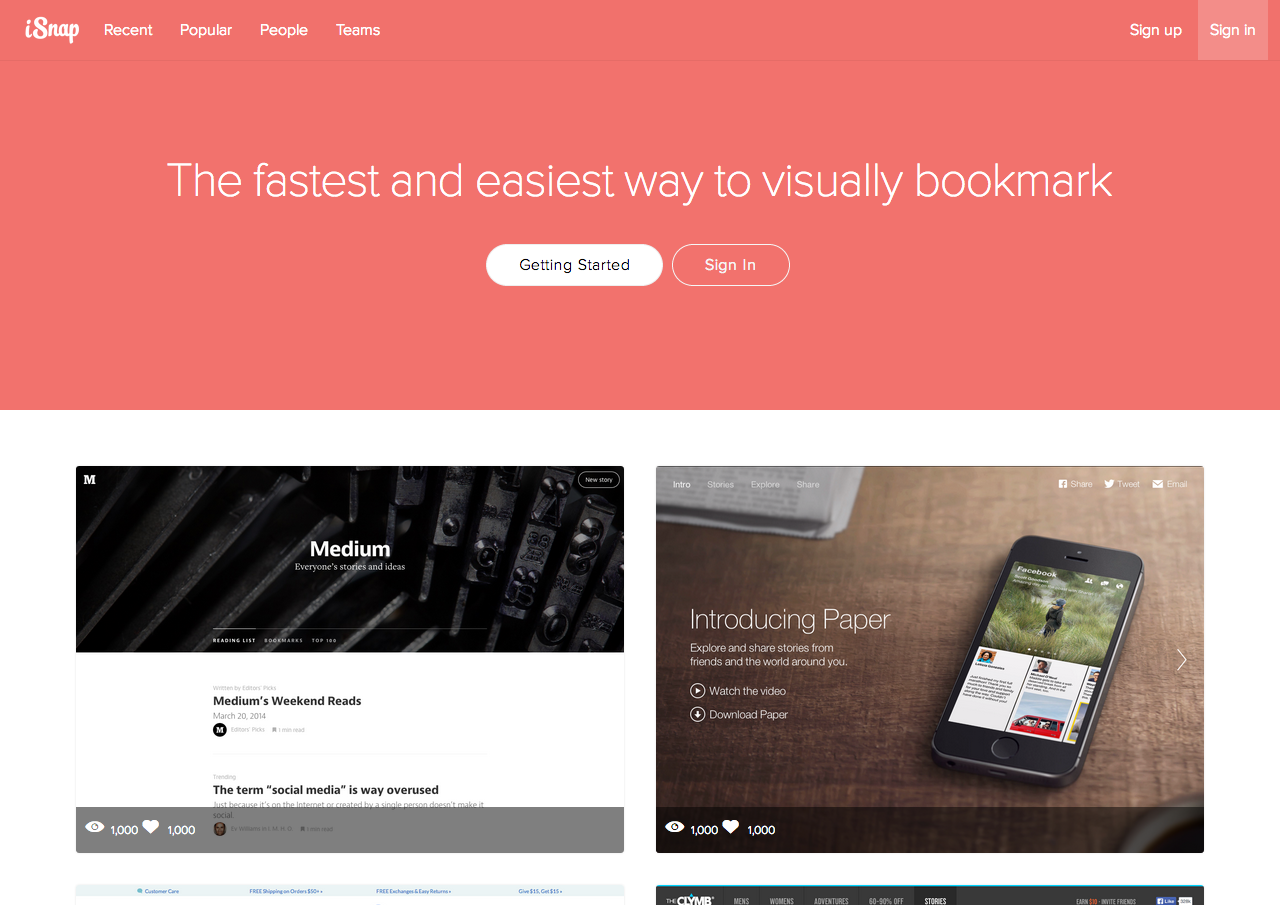 iSnap Recent Popular People Teams Sign up Sign in
The fastest and easiest way to visually bookmark
Getting Started Sign In
M New story
Medium
Everyone's stories and ideas
READING LIST BOOKMARKS TOP 100
Written by Editors' Picks
Medium's Weekend Reads
March 20, 2014
M Editors' Picks 1 min read
Trending
The term “social media” is way overused
Just because it's on the Internet or created by a single person doesn't make it
social.
Ev Williams in 1 min read
1,000 1,000
Intro Stories Explore Share Share Tweet Email
Facebook
Introducing Paper
Explore and share stories from
friends and the world around you.
Watch the video
Download Paper
1,000 1,000
Customer Care FREE Shipping on Orders $50+ FREE Exchanges & Easy Returns Give $15, Get $15
THE CLYMB MENS WOMENS ADVENTURES 60-90% OFF STORIES EARN $10 - INVITE FRIENDS Like